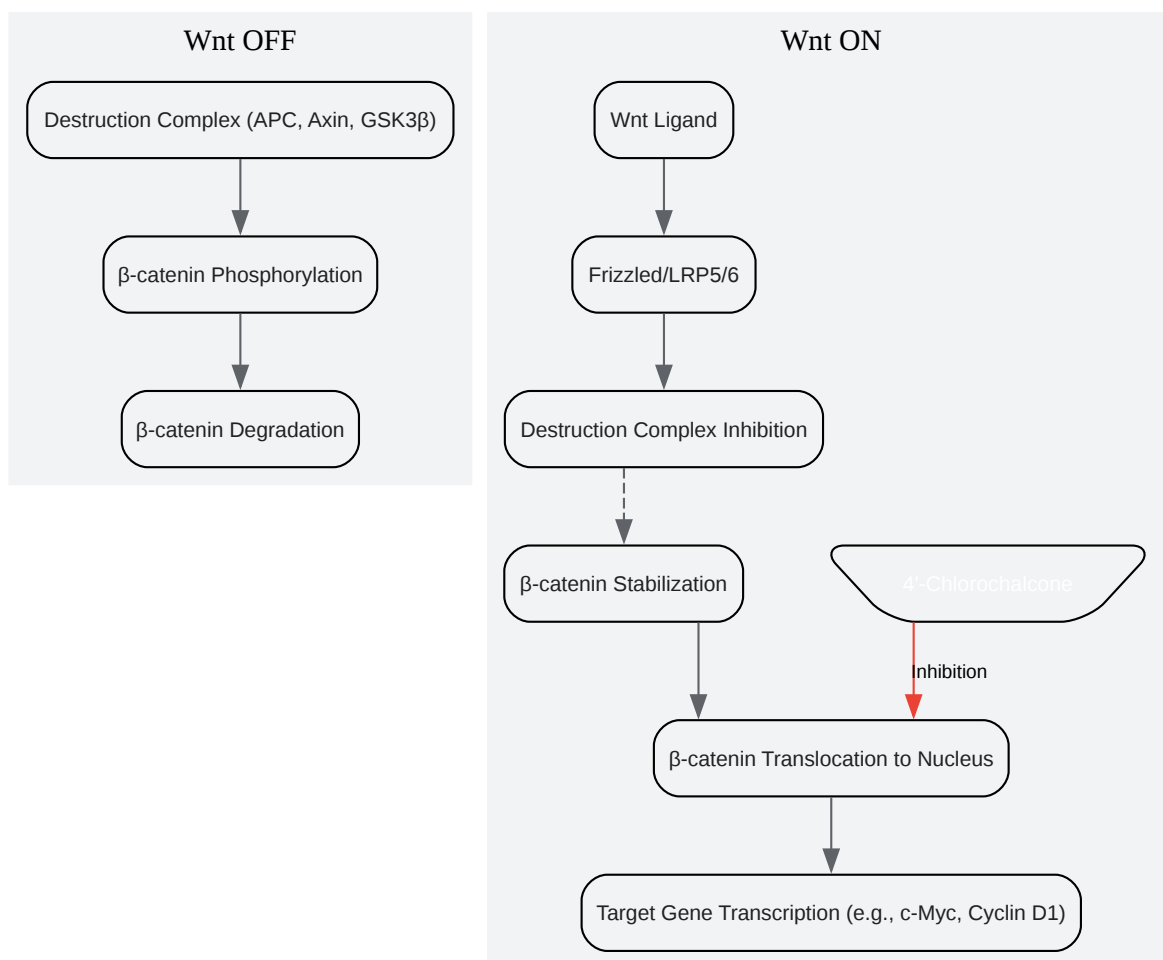 Wnt OFF
Destruction Complex (APC, Axin, GSK3β)
β-catenin Phosphorylation
β-catenin Degradation
Wnt ON
Wnt Ligand
Frizzled/LRP5/6
Destruction Complex Inhibition
β-catenin Stabilization
4'-Chlorochalcone
Inhibition
β-catenin Translocation to Nucleus
Target Gene Transcription (e.g., c-Myc, Cyclin D1)